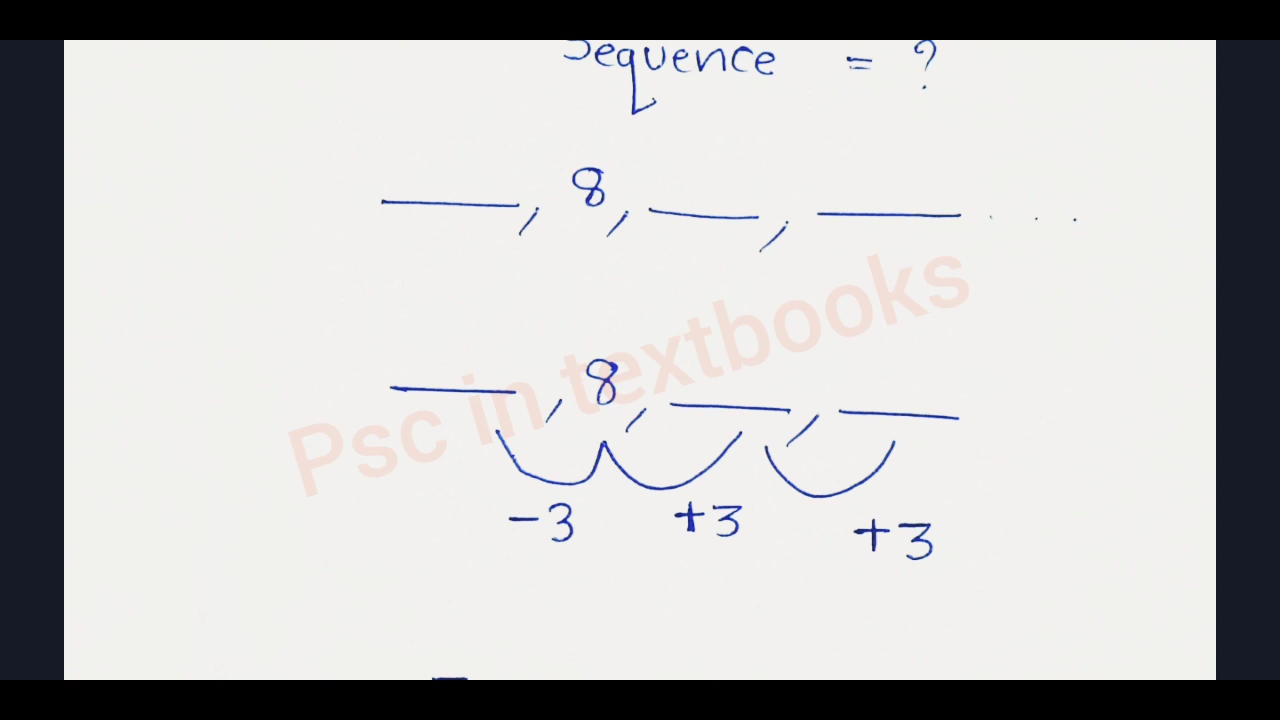 Sequence = ?
___, 8, ___, ___ . . .
___, 8, ___, ___
-3 +3 +3
Psc in textbooks